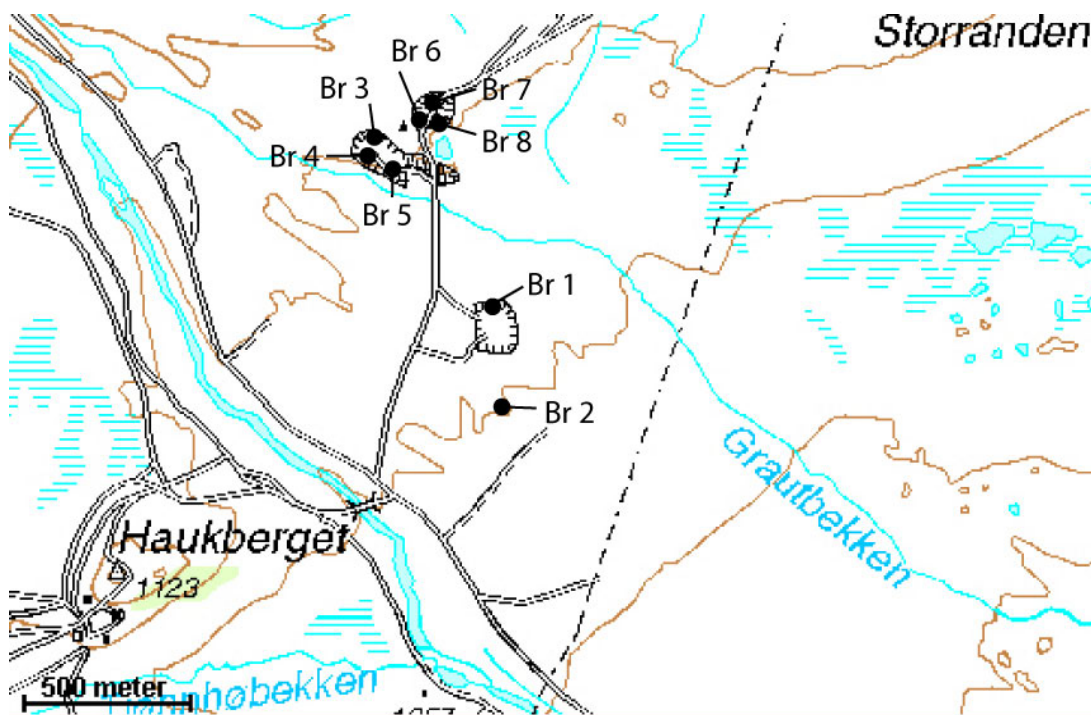 Storranden
Br 6
Br 7
Br 3
Br 8
Br 4
Br 5
Br 1
Br 2
Grautbekken
Haukberget
1123
500 meter